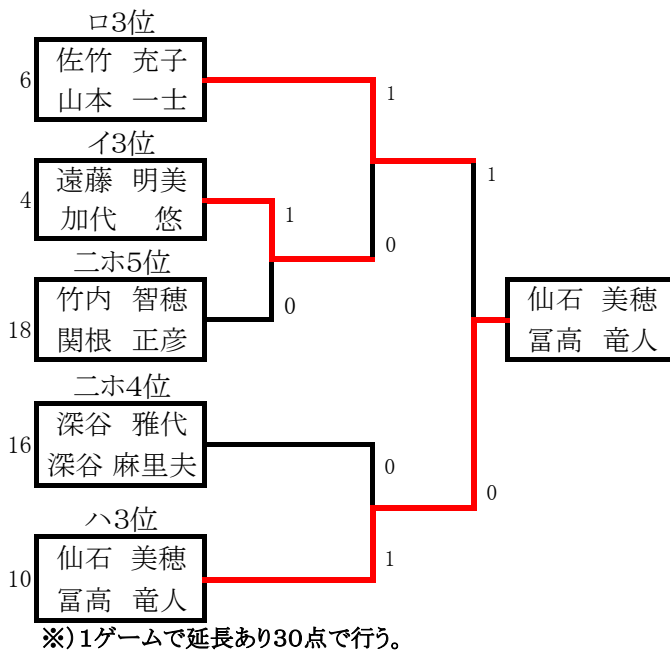 ロ3位
6
佐竹 充子
山本 一士
1
イ3位
4
遠藤 明美
加代 悠
1
1
0
ニホ5位
18
竹内 智穂
関根 正彦
0
仙石 美穂
冨高 竜人
ニホ4位
16
深谷 雅代
深谷 麻里夫
0
0
ハ3位
10
仙石 美穂
冨高 竜人
1
※)1ゲームで延長あり30点で行う。